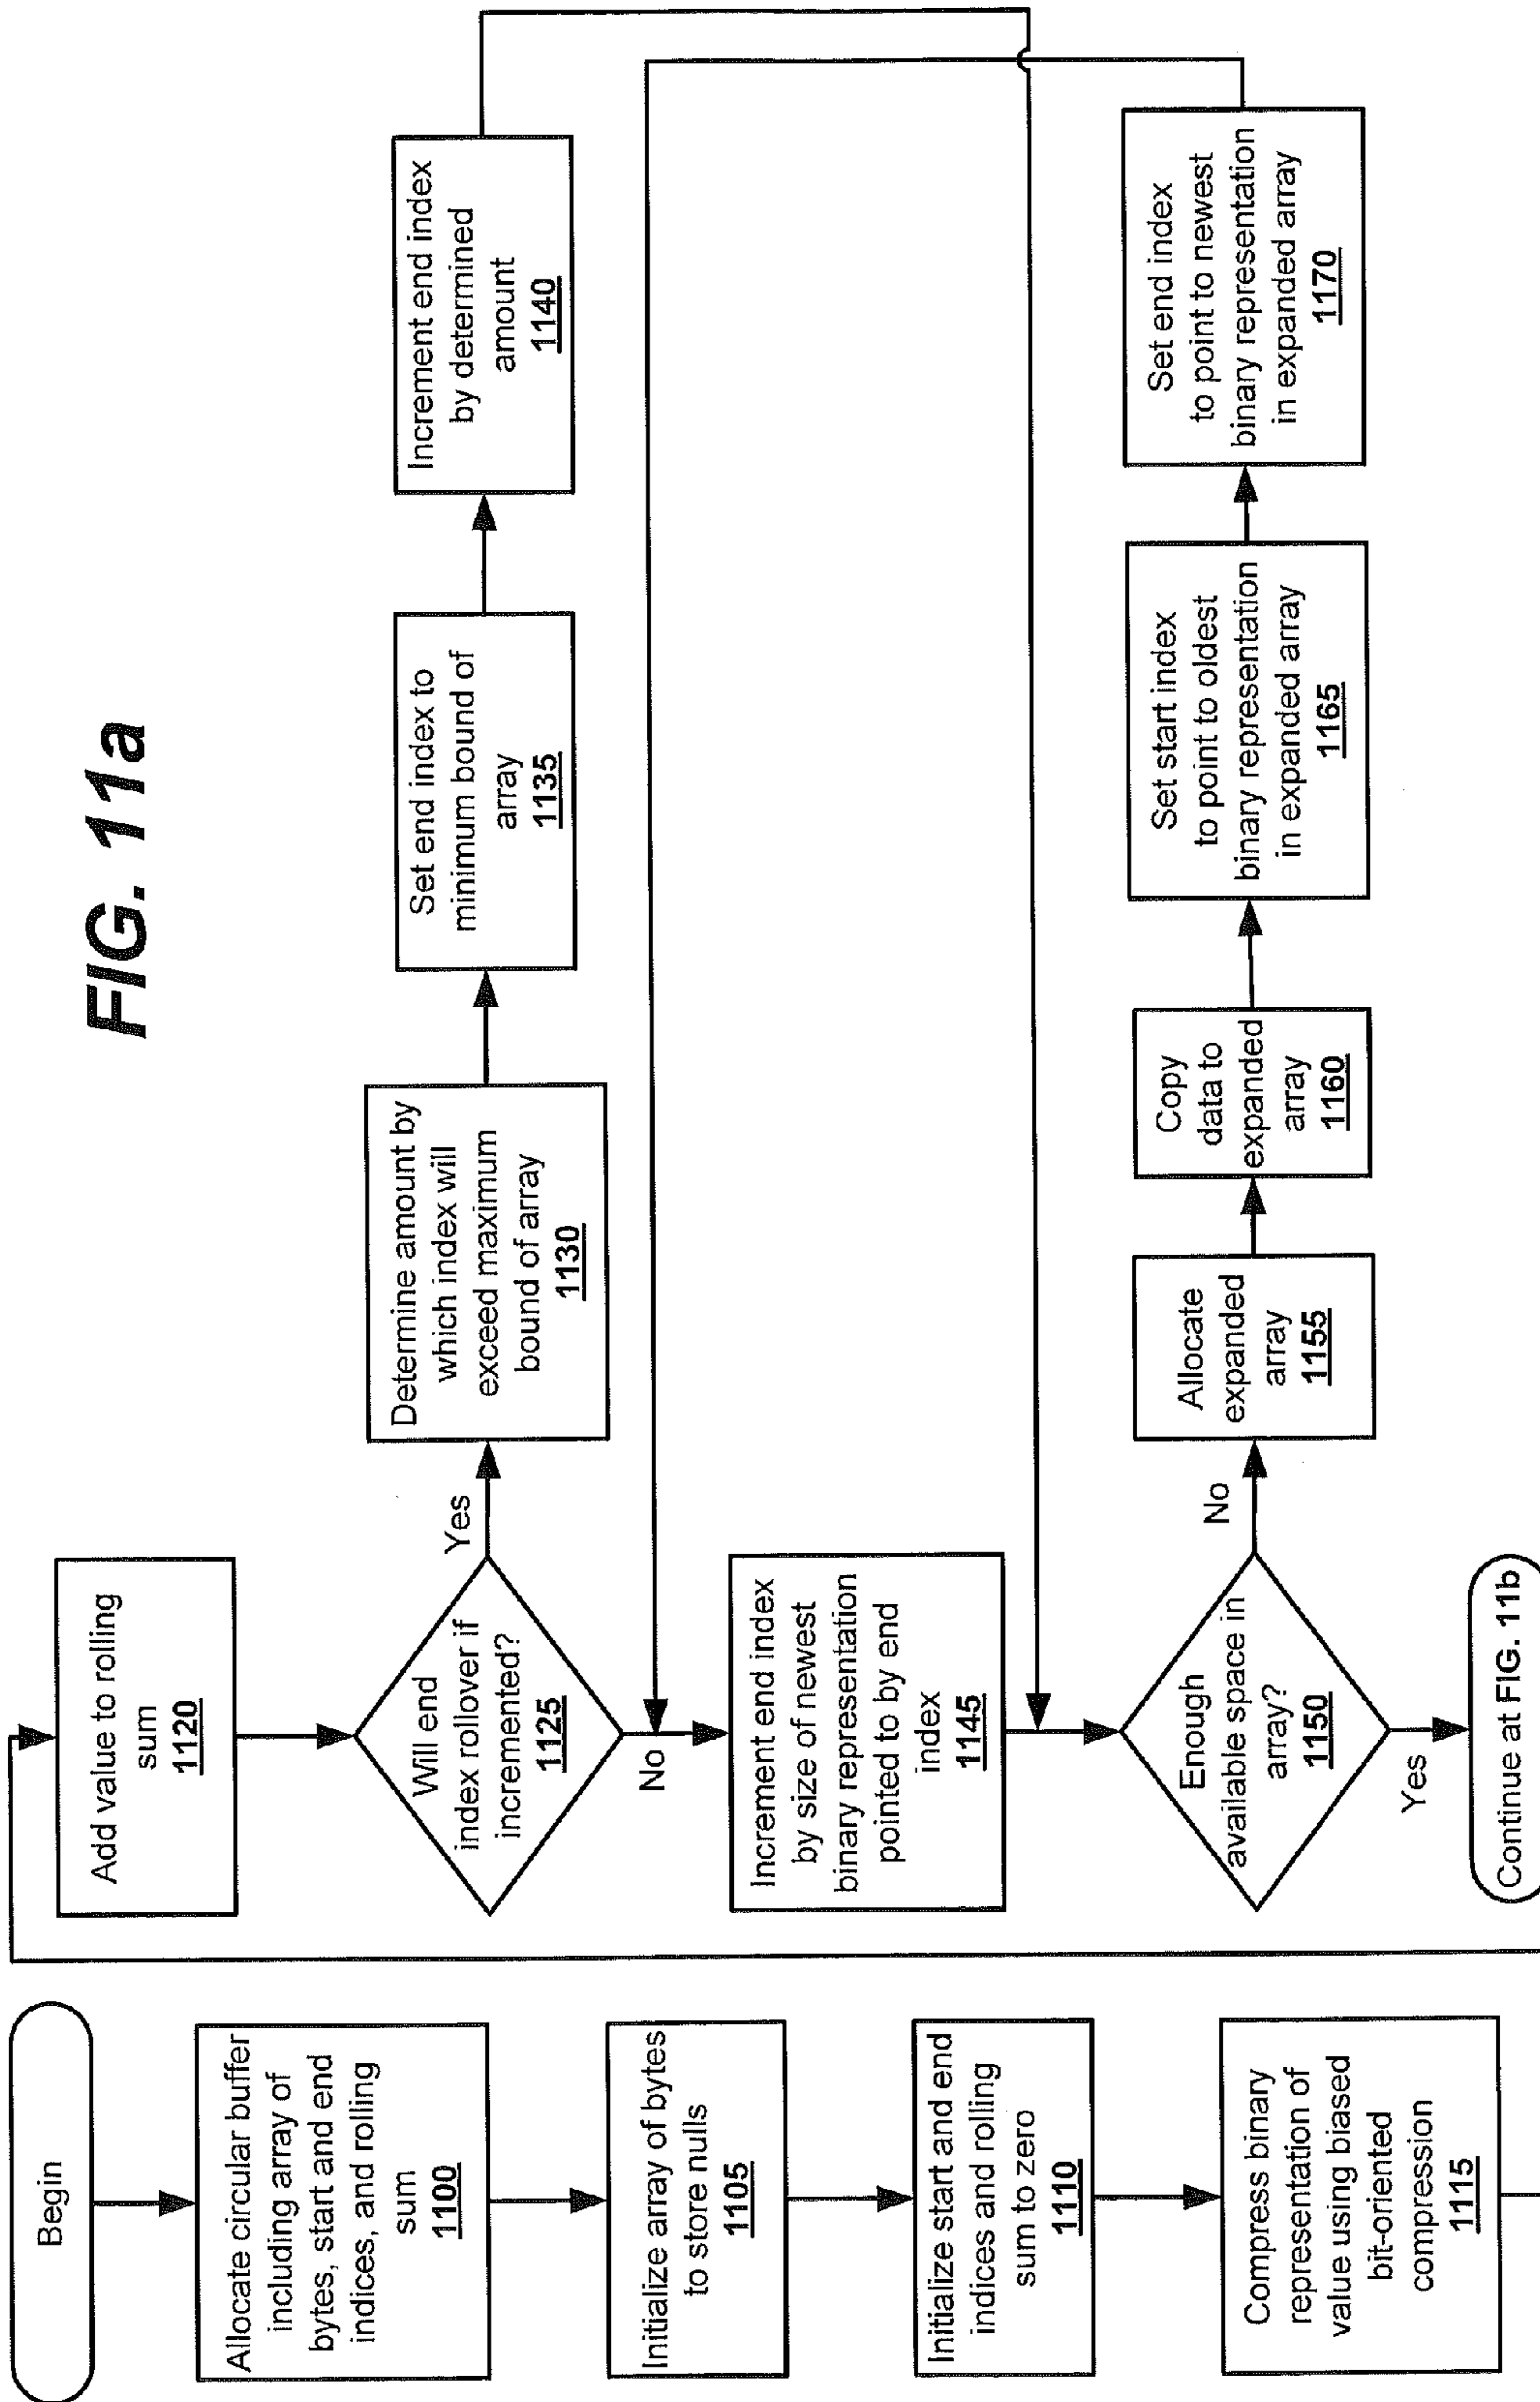 FIG. 11a
Begin
Allocate circular buffer
including array of
bytes, start and end
indices, and rolling
sum
1100
Initialize array of bytes
to store nulls
1105
Initialize start and end
indices and rolling
sum to zero
1110
Compress binary
representation of
value using biased
bit-oriented
compression
1115
Add value to rolling
sum
1120
Will end
index rollover if
incremented?
1125
Yes
No
Determine amount by
which index will
exceed maximum
bound of array
1130
Set end index to
minimum bound of
array
1135
Increment end index
by determined
amount
1140
Increment end index
by size of newest
binary representation
pointed to by end
index
1145
Enough
available space in
array?
1150
No
Yes
Allocate
expanded
array
1155
Copy
data to
expanded
array
1160
Set start index
to point to oldest
binary representation
in expanded array
1165
Set end index
to point to newest
binary representation
in expanded array
1170
Continue at FIG. 11b